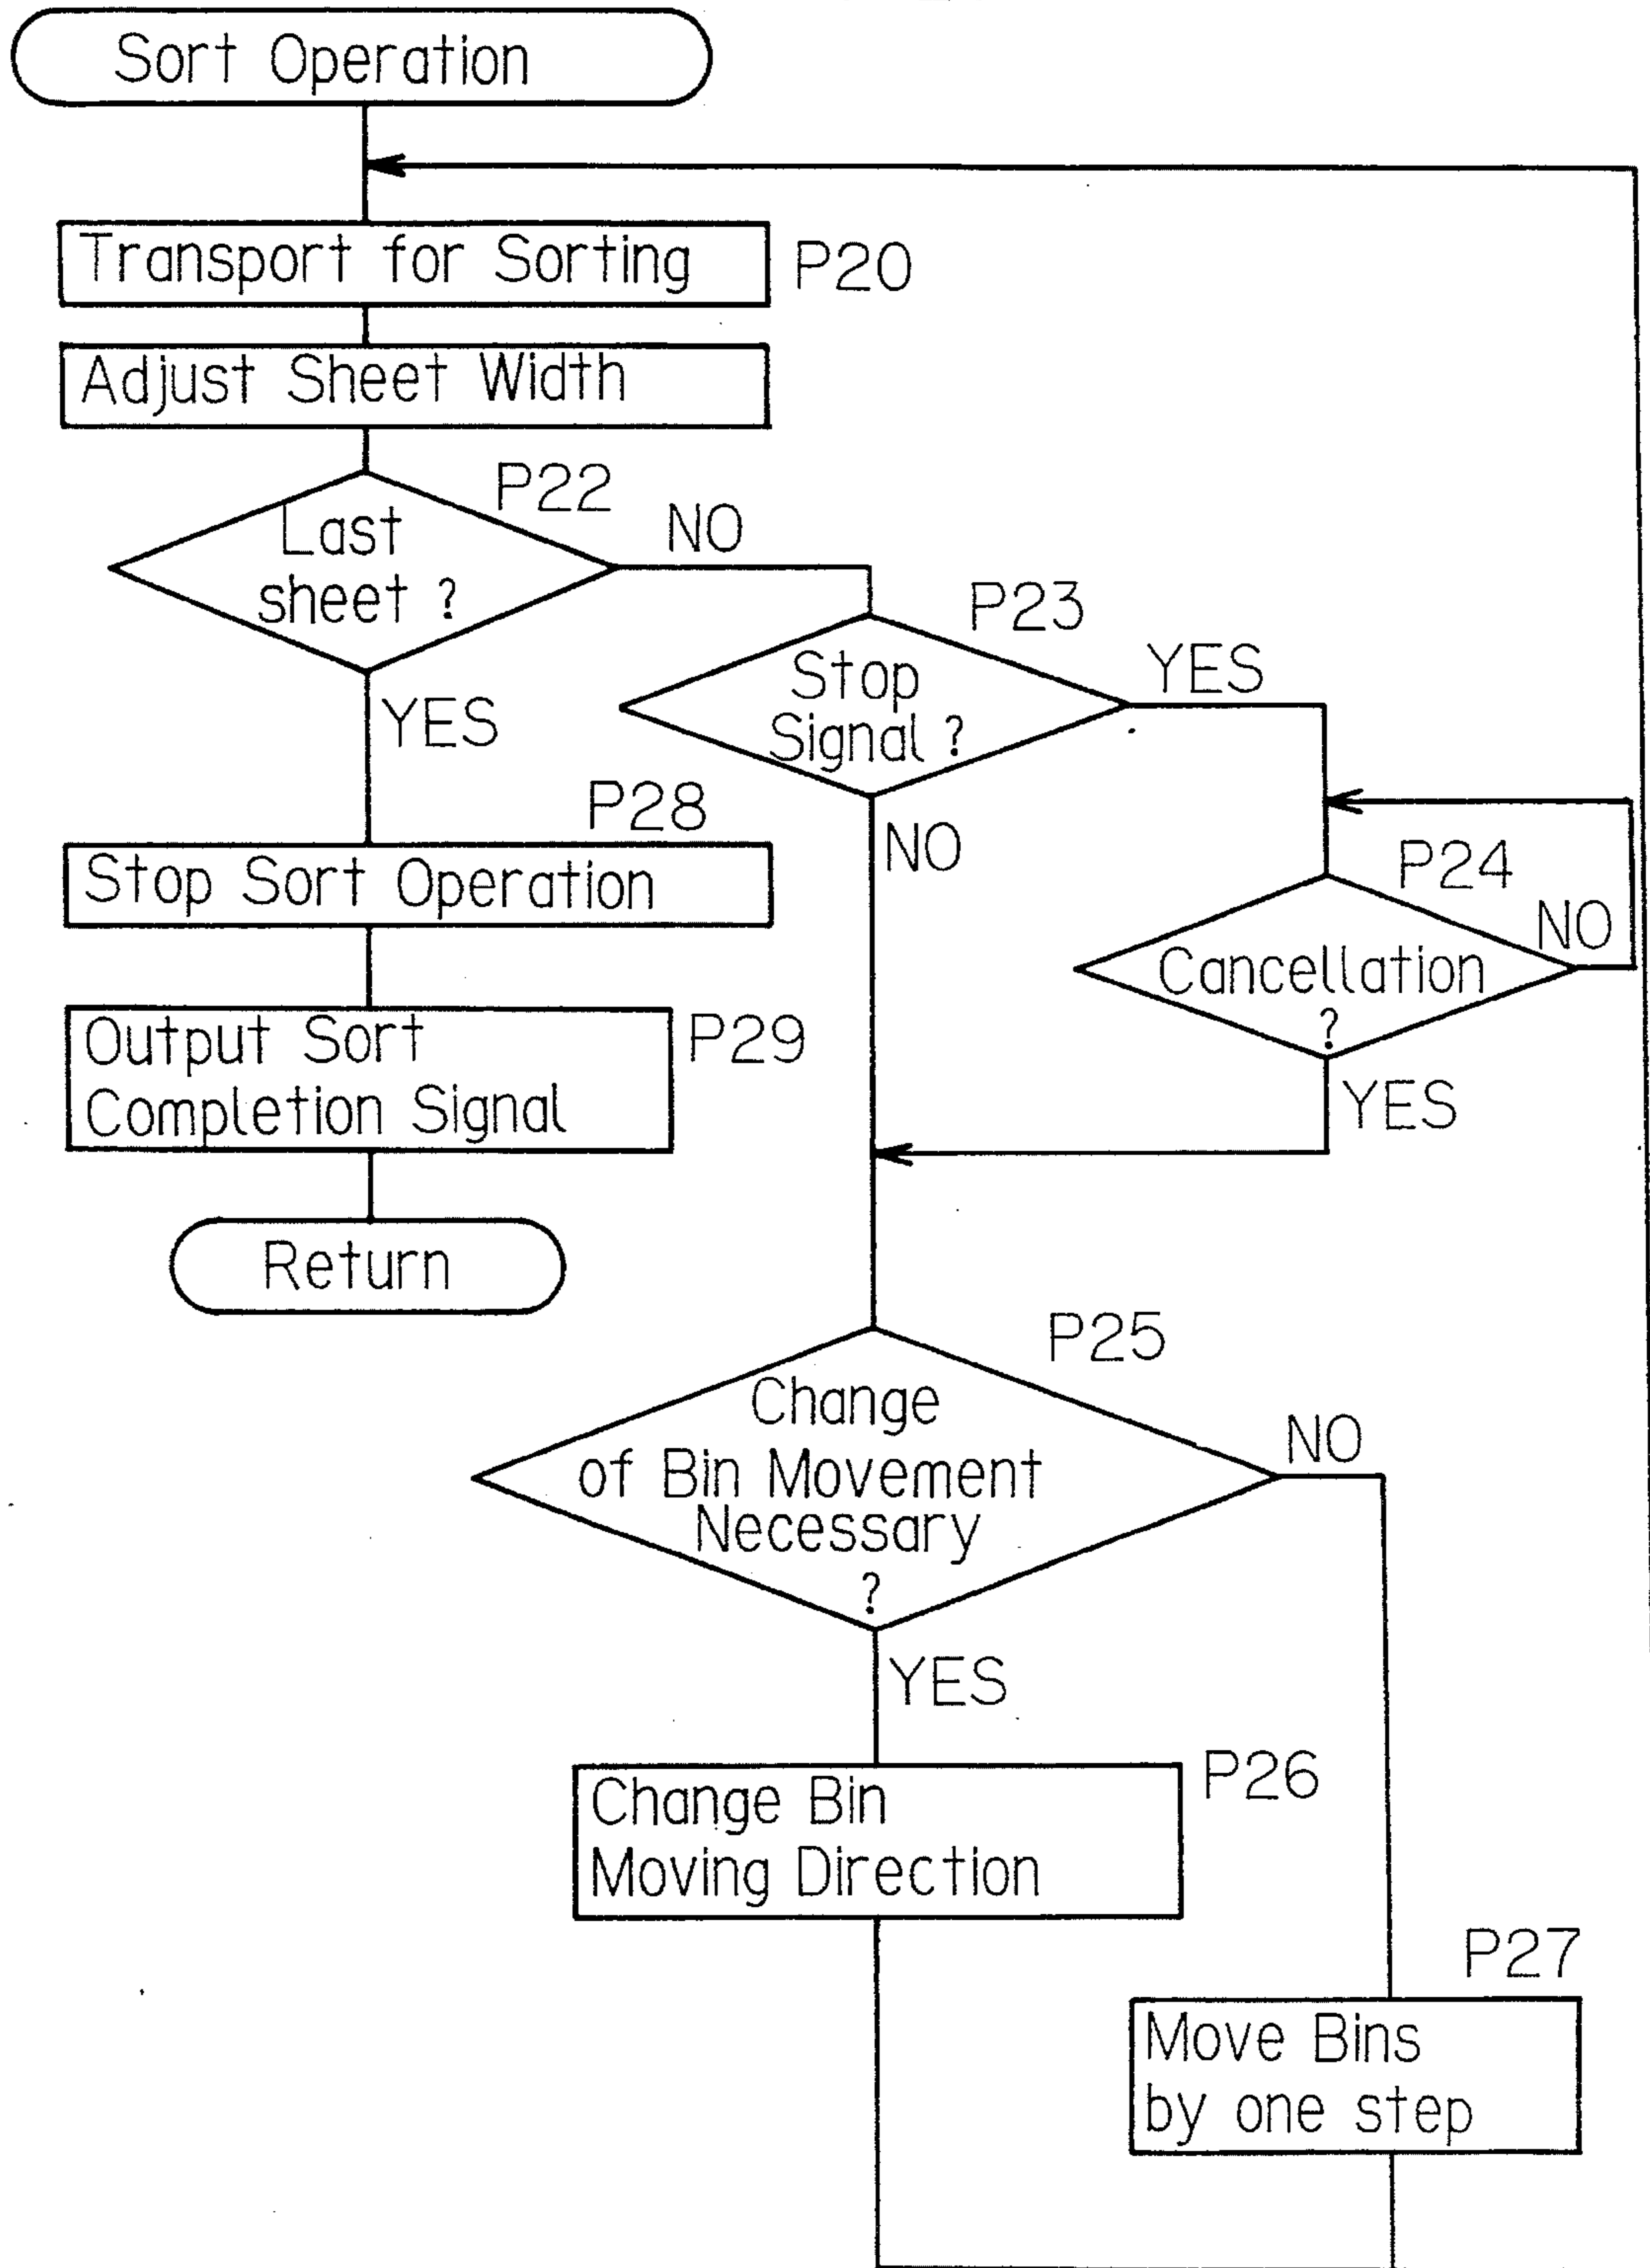 Sort Operation
Transport for Sorting
P20
Adjust Sheet Width
P22
Last
sheet ?
NO
YES
P23
Stop
Signal ?
YES
NO
P24
Cancellation
?
NO
YES
P28
Stop Sort Operation
Output Sort
Completion Signal
P29
Return
P25
Change
of Bin Movement
Necessary
?
NO
YES
P26
Change Bin
Moving Direction
P27
Move Bins
by one step